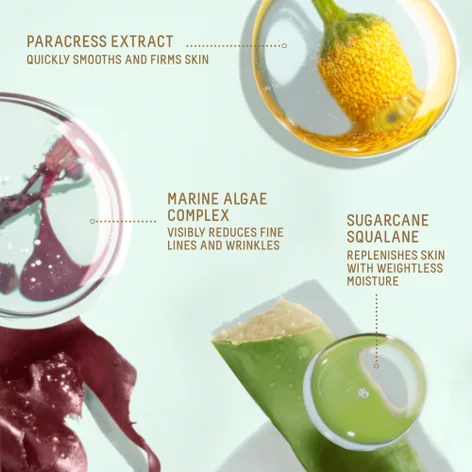 PARACRESS EXTRACT
QUICKLY SMOOTHS AND FIRMS SKIN
MARINE ALGAE
COMPLEX
VISIBLY REDUCES FINE
LINES AND WRINKLES
SUGARCANE
SQUALANE
REPLENISHES SKIN
WITH WEIGHTLESS
MOISTURE